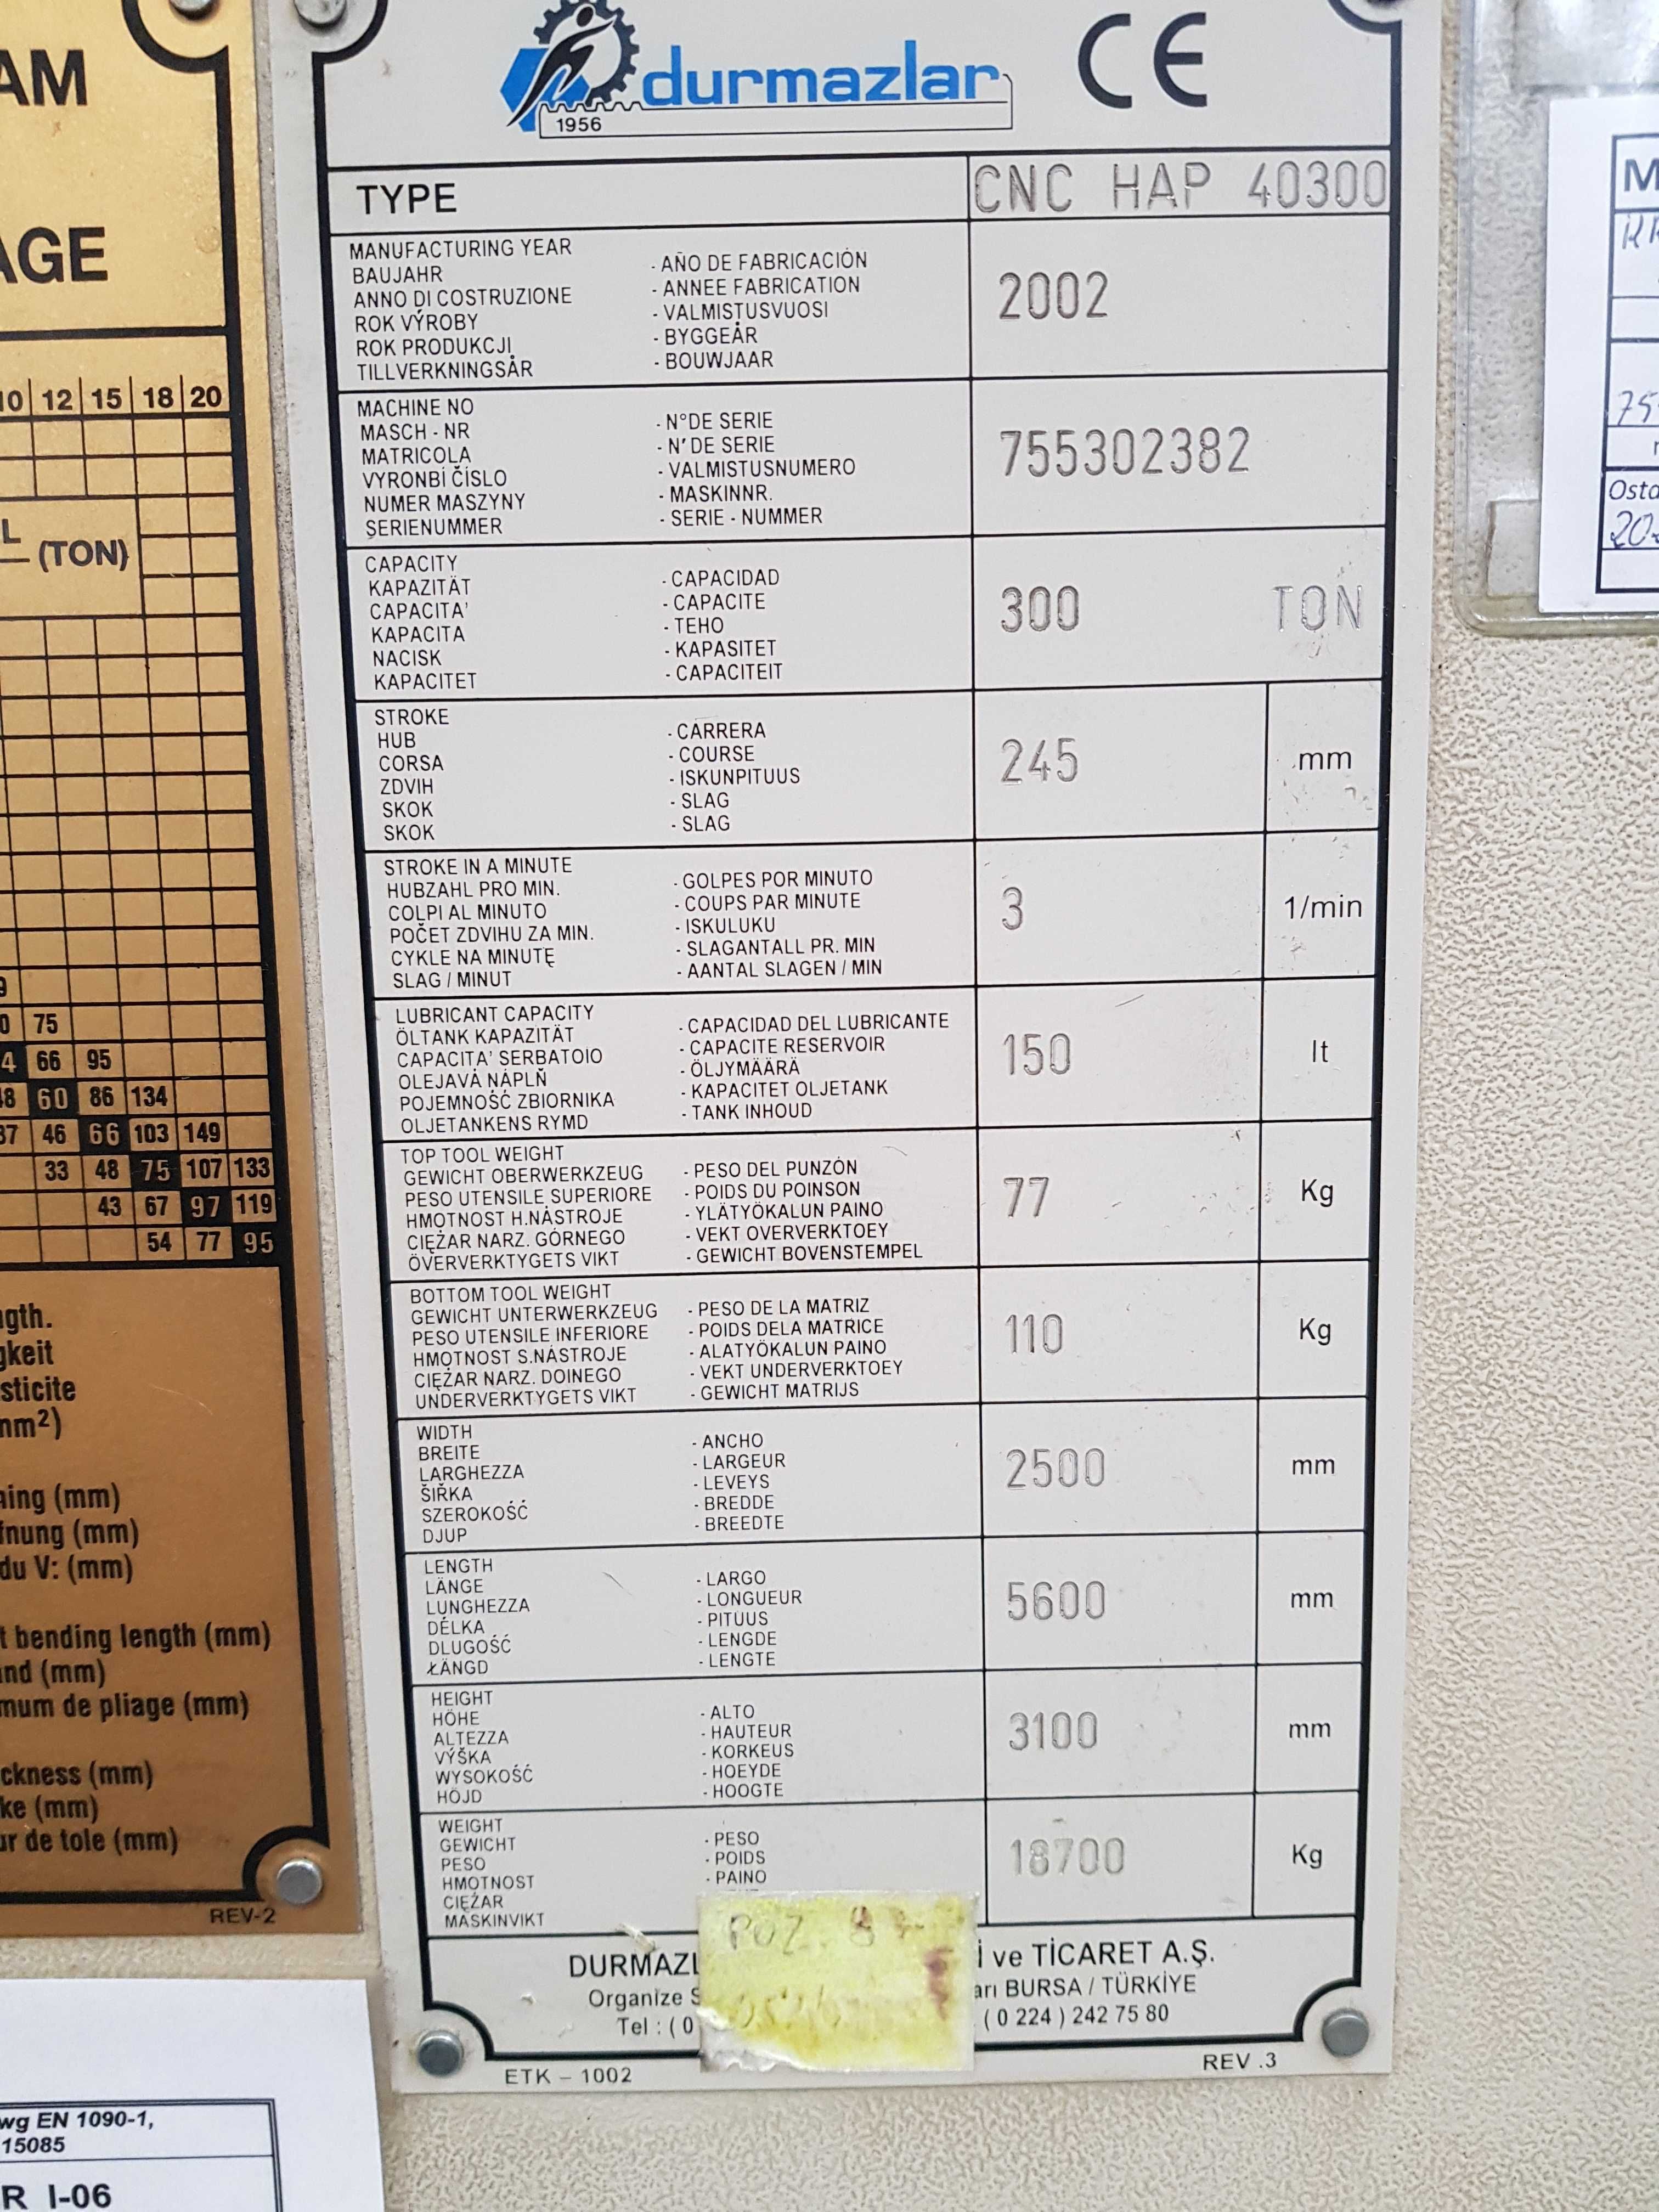 AM
AGE
10 12 15 18 20
L (TON)
75
66 95
60 86 134
37 46 66 103 149
33 48 75 107 133
43 67 97 119
54 77 95
sticite
t bending length (mm)
mum de pliage (mm)
ckness (mm)
ke (mm)
ur de tole (mm)
REV-2
wg EN 1090-1,
15085
R I-06
durmazlar
1956
CE
TYPE CNC HAP 40300
MANUFACTURING YEAR
BAUJAHR - AÑO DE FABRICACIÓN
ANNO DI COSTRUZIONE - ANNEE FABRICATION
ROK VÝROBY - VALMISTUSVUOSI
ROK PRODUKCJI - BYGGEÅR
TILLVERKNINGSÅR - BOUWJAAR
2002
MACHINE NO
MASCH - NR - N°DE SERIE
MATRICOLA - N' DE SERIE
VYRONBÍ ČÍSLO - VALMISTUSNUMERO
NUMER MASZYNY - MASKINNR.
SERIENUMMER - SERIE - NUMMER
755302382
CAPACITY
KAPAZITÄT - CAPACIDAD
CAPACITA' - CAPACITE
KAPACITA - TEHO
NACISK - KAPASITET
KAPACITET - CAPACITEIT
300 TON
STROKE
HUB - CARRERA
CORSA - COURSE
ZDVIH - ISKUNPITUUS
SKOK - SLAG
SKOK - SLAG
245 mm
STROKE IN A MINUTE
HUBZAHL PRO MIN. - GOLPES POR MINUTO
COLPI AL MINUTO - COUPS PAR MINUTE
POČET ZDVIHU ZA MIN. - ISKULUKU
CYKLE NA MINUTĘ - SLAGANTALL PR. MIN
SLAG / MINUT - AANTAL SLAGEN / MIN
3 1/min
LUBRICANT CAPACITY
ÖLTANK KAPAZITÄT - CAPACIDAD DEL LUBRICANTE
CAPACITA' SERBATOIO - CAPACITE RESERVOIR
OLEJAVÁ NÁPLŇ - ÖLJYMÄÄRÄ
POJEMNOŚĆ ZBIORNIKA - KAPACITET OLJETANK
OLJETANKENS RYMD - TANK INHOUD
150 lt
TOP TOOL WEIGHT
GEWICHT OBERWERKZEUG - PESO DEL PUNZÓN
PESO UTENSILE SUPERIORE - POIDS DU POINSON
HMOTNOST H.NÁSTROJE - YLÄTYÖKALUN PAINO
CIĘŻAR NARZ. GÓRNEGO - VEKT OVERVERKTOEY
ÖVERVERKTYGETS VIKT - GEWICHT BOVENSTEMPEL
77 Kg
BOTTOM TOOL WEIGHT
GEWICHT UNTERWERKZEUG - PESO DE LA MATRIZ
PESO UTENSILE INFERIORE - POIDS DELA MATRICE
HMOTNOST S.NÁSTROJE - ALATYÖKALUN PAINO
CIĘŻAR NARZ. DOINEGO - VEKT UNDERVERKTOEY
UNDERVERKTYGETS VIKT - GEWICHT MATRIJS
110 Kg
WIDTH
BREITE - ANCHO
LARGHEZZA - LARGEUR
ŠIŘKA - LEVEYS
SZEROKOŚĆ - BREDDE
DJUP - BREEDTE
2500 mm
LENGTH
LÄNGE - LARGO
LUNGHEZZA - LONGUEUR
DÉLKA - PITUUS
DLUGOŚĆ - LENGDE
ŁÄNGD - LENGTE
5600 mm
HEIGHT
HÖHE - ALTO
ALTEZZA - HAUTEUR
VÝŠKA - KORKEUS
WYSOKOŚĆ - HOEYDE
HÖJD - HOOGTE
3100 mm
WEIGHT
GEWICHT - PESO
PESO - POIDS
HMOTNOST - PAINO
CIĘŻAR
MASKINVIKT
18700 Kg
POZ.
DURMAZL İ ve TİCARET A.Ş.
Organize S arı BURSA / TÜRKİYE
Tel : ( 0 ( 0 224 ) 242 75 80
ETK – 1002
REV .3
M
Osta